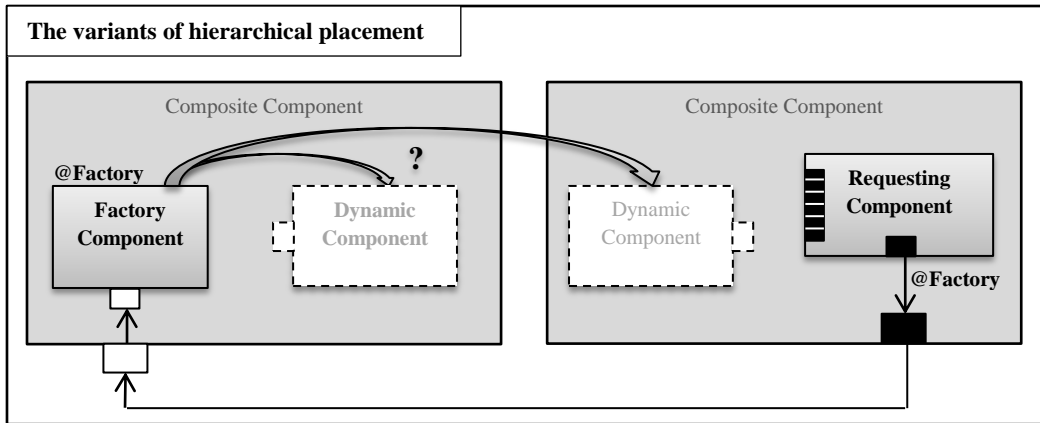 The variants of hierarchical placement
Composite Component
Composite Component
?
@Factory
Factory
Component
Dynamic
Component
Dynamic
Component
Requesting
Component
@Factory